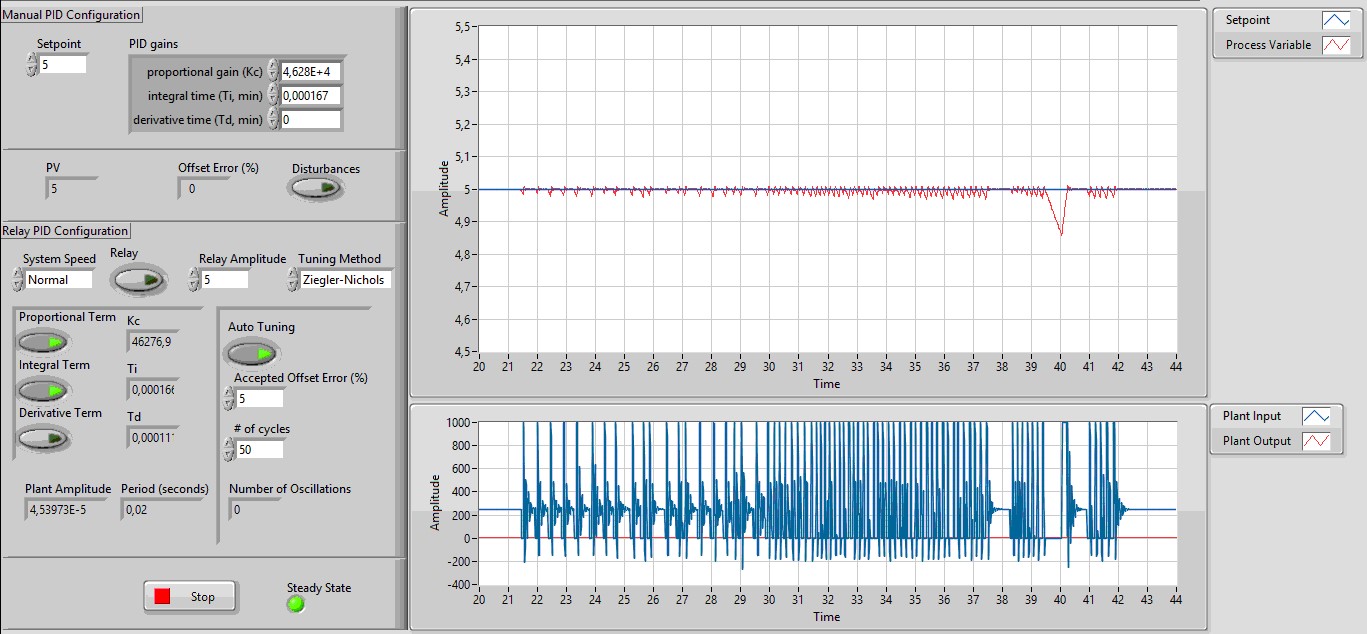 Manual PID Configuration
Setpoint
5
PID gains
proportional gain (Kc)
4,628E+4
integral time (Ti, min)
0,000167
derivative time (Td, min)
0
PV
5
Offset Error (%)
0
Disturbances
Relay PID Configuration
System Speed
Normal
Relay
Relay Amplitude
5
Tuning Method
Ziegler-Nichols
Proportional Term
Kc
46276,9
Integral Term
Ti
Derivative Term
Td
Auto Tuning
Accepted Offset Error (%)
5
# of cycles
50
Plant Amplitude
4,53973E-5
Period (seconds)
0,02
Number of Oscillations
0
Stop
Steady State
Amplitude
5,5
5,4
5,3
5,2
5,1
5
4,9
4,8
4,7
4,6
4,5
20 21 22 23 24 25 26 27 28 29 30 31 32 33 34 35 36 37 38 39 40 41 42 43 44
Time
Setpoint
Process Variable
Amplitude
1000
800
600
400
200
0
-200
-400
20 21 22 23 24 25 26 27 28 29 30 31 32 33 34 35 36 37 38 39 40 41 42 43 44
Time
Plant Input
Plant Output